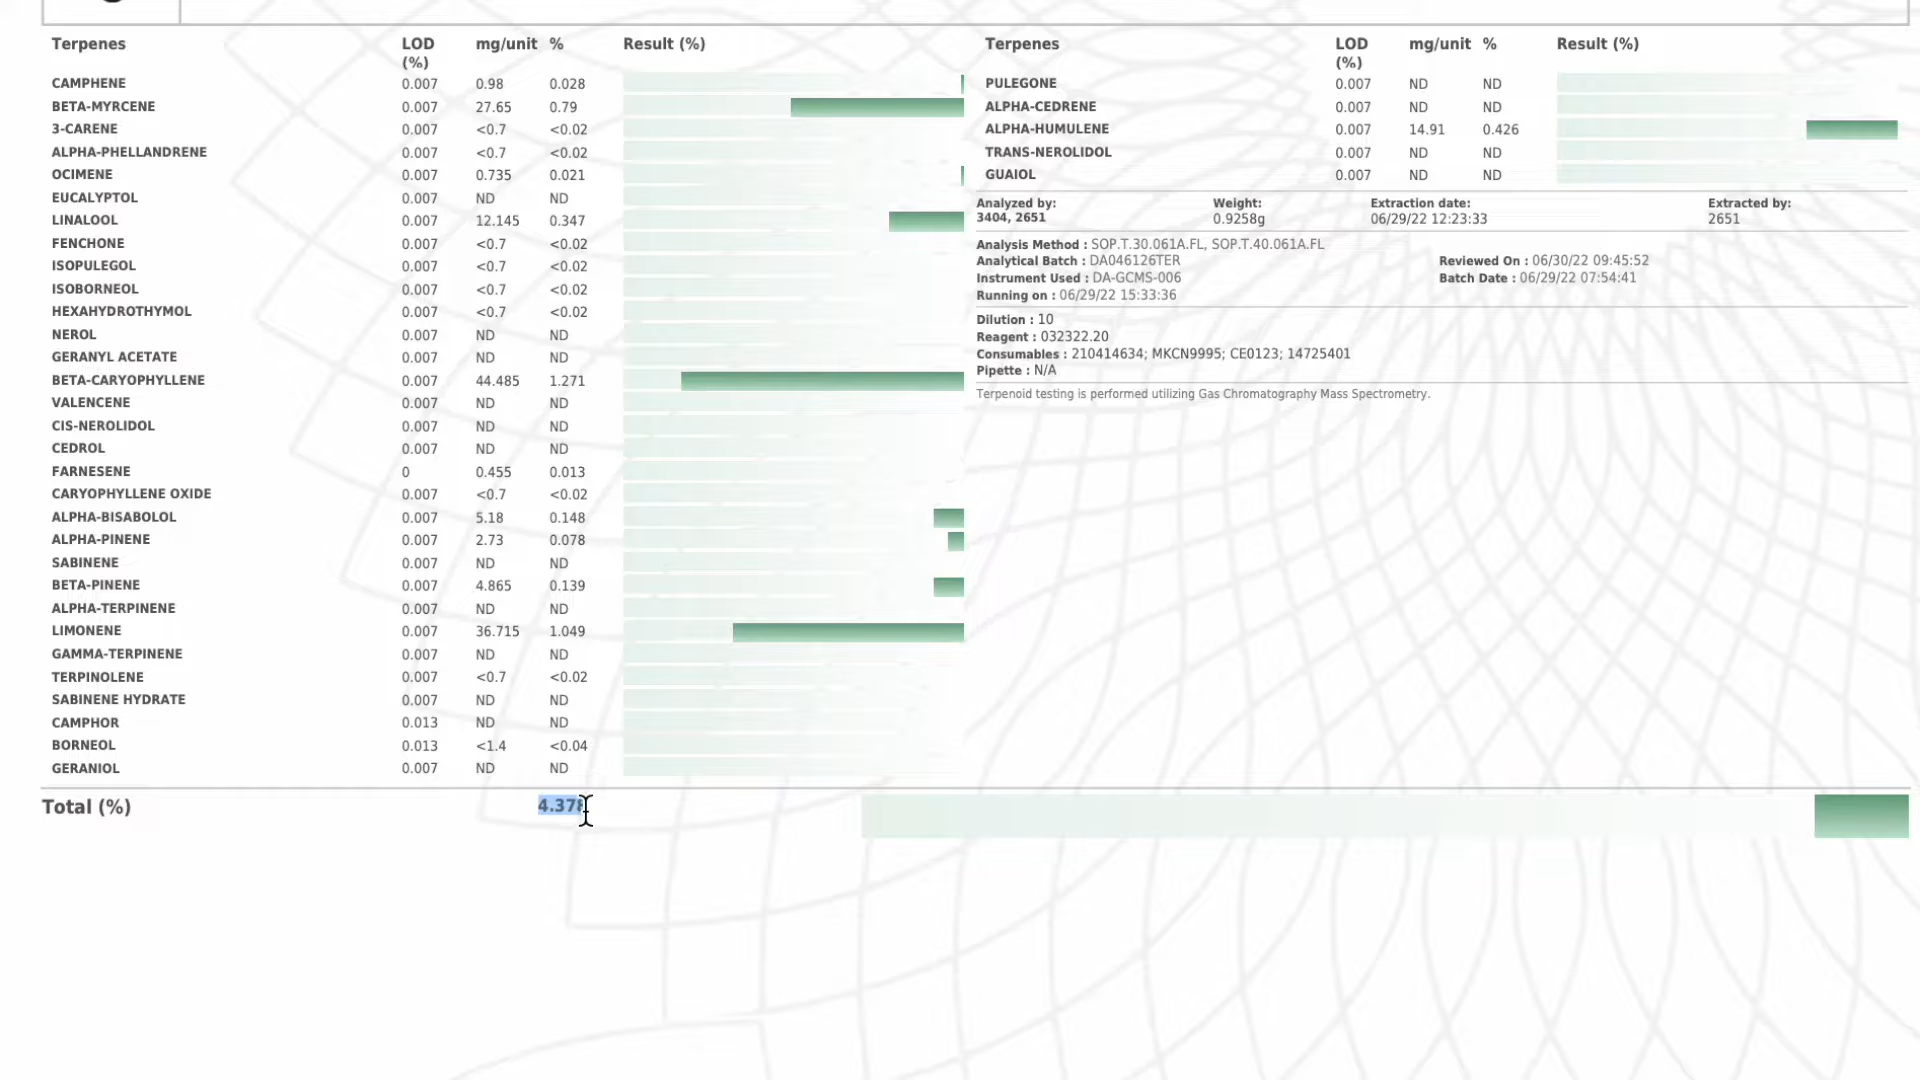 Terpenes LOD (%) mg/unit % Result (%)
CAMPHENE 0.007 0.98 0.028
BETA-MYRCENE 0.007 27.65 0.79
3-CARENE 0.007 <0.7 <0.02
ALPHA-PHELLANDRENE 0.007 <0.7 <0.02
OCIMENE 0.007 0.735 0.021
EUCALYPTOL 0.007 ND ND
LINALOOL 0.007 12.145 0.347
FENCHONE 0.007 <0.7 <0.02
ISOPULEGOL 0.007 <0.7 <0.02
ISOBORNEOL 0.007 <0.7 <0.02
HEXAHYDROTHYMOL 0.007 <0.7 <0.02
NEROL 0.007 ND ND
GERANYL ACETATE 0.007 ND ND
BETA-CARYOPHYLLENE 0.007 44.485 1.271
VALENCENE 0.007 ND ND
CIS-NEROLIDOL 0.007 ND ND
CEDROL 0.007 ND ND
FARNESENE 0 0.455 0.013
CARYOPHYLLENE OXIDE 0.007 <0.7 <0.02
ALPHA-BISABOLOL 0.007 5.18 0.148
ALPHA-PINENE 0.007 2.73 0.078
SABINENE 0.007 ND ND
BETA-PINENE 0.007 4.865 0.139
ALPHA-TERPINENE 0.007 ND ND
LIMONENE 0.007 36.715 1.049
GAMMA-TERPINENE 0.007 ND ND
TERPINOLENE 0.007 <0.7 <0.02
SABINENE HYDRATE 0.007 ND ND
CAMPHOR 0.013 ND ND
BORNEOL 0.013 <1.4 <0.04
GERANIOL 0.007 ND ND
Terpenes LOD (%) mg/unit % Result (%)
PULEGONE 0.007 ND ND
ALPHA-CEDRENE 0.007 ND ND
ALPHA-HUMULENE 0.007 14.91 0.426
TRANS-NEROLIDOL 0.007 ND ND
GUAIOL 0.007 ND ND
Analyzed by: Weight: Extraction date: Extracted by:
3404, 2651 0.9258g 06/29/22 12:23:33 2651
Analysis Method : SOP.T.30.061A.FL, SOP.T.40.061A.FL
Analytical Batch : DA046126TER Reviewed On : 06/30/22 09:45:52
Instrument Used : DA-GCMS-006 Batch Date : 06/29/22 07:54:41
Running on : 06/29/22 15:33:36
Dilution : 10
Reagent : 032322.20
Consumables : 210414634; MKCN9995; CE0123; 14725401
Pipette : N/A
Terpenoid testing is performed utilizing Gas Chromatography Mass Spectrometry.
Total (%) 4.378